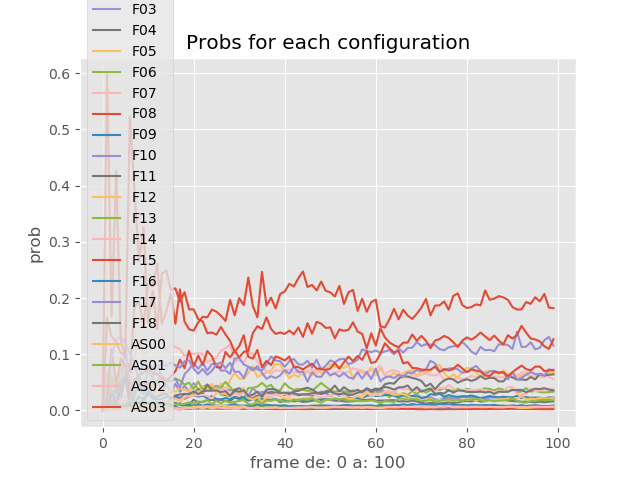 F03
F04
Probs for each configuration
F05
F06
F07
F08
F09
F10
F11
F12
F13
F14
F15
F16
F17
F18
AS00
AS01
AS02
AS03
0.6
0.5
0.4
0.3
0.2
0.1
0.0
prob
0
20
40
60
80
100
frame de: 0 a: 100